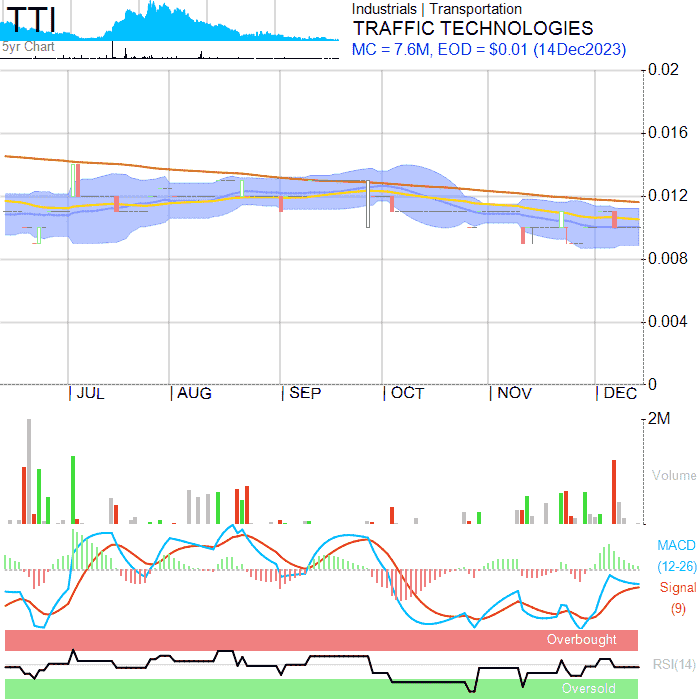 TTI
5yr Chart
Industrials | Transportation
TRAFFIC TECHNOLOGIES
MC = 7.6M, EOD = $0.01 (14Dec2023)
0.02
0.016
0.012
0.008
0.004
0
JUL AUG SEP OCT NOV DEC
2M
Volume
MACD
(12-26)
Signal
(9)
Overbought
RSI(14)
Oversold